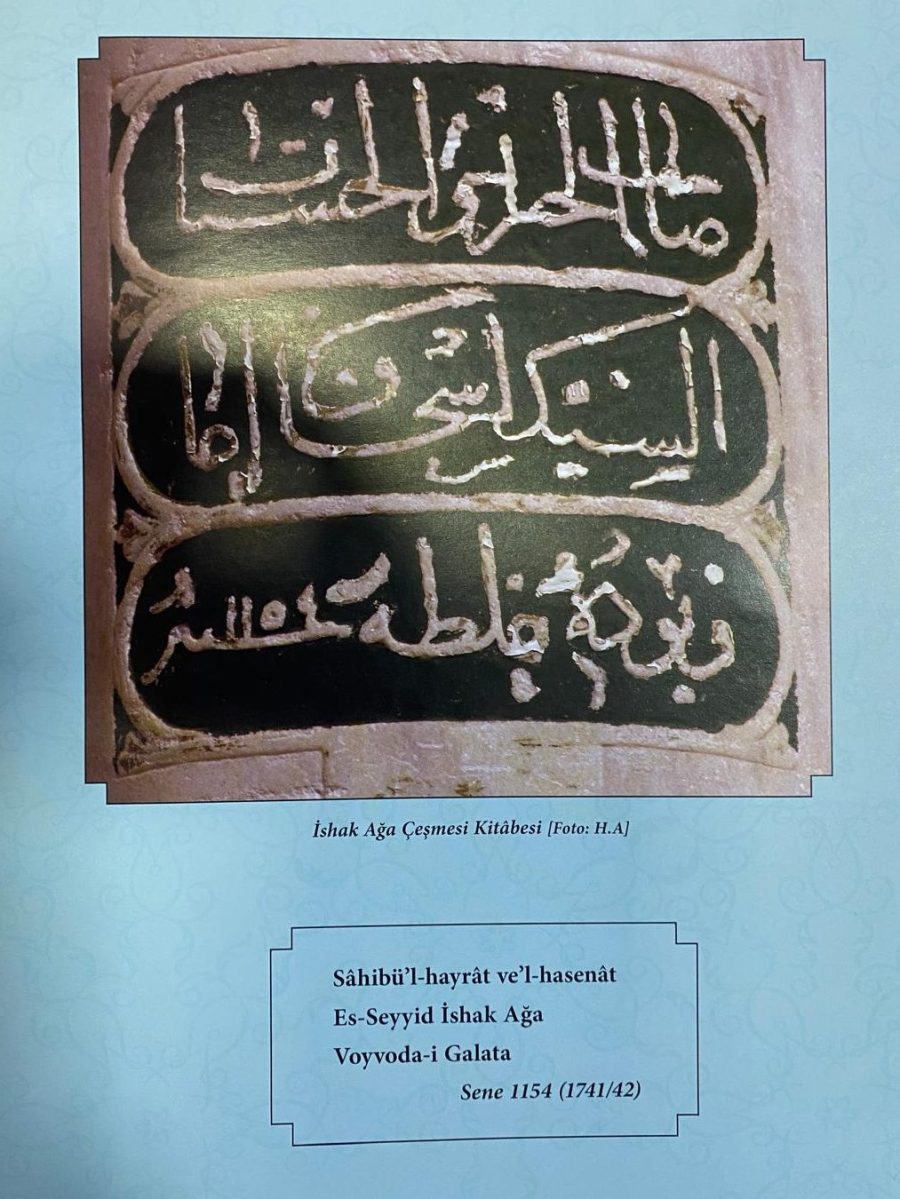 صاحب الخيرات والحسنات
السيد اسحق اغا
ويودهٔ غلطه سنه ١١٥٤
İshak Ağa Çeşmesi Kitâbesi [Foto: H.A]
Sâhibü’l-hayrât ve’l-hasenât
Es-Seyyid İshak Ağa
Voyvoda-i Galata
Sene 1154 (1741/42)